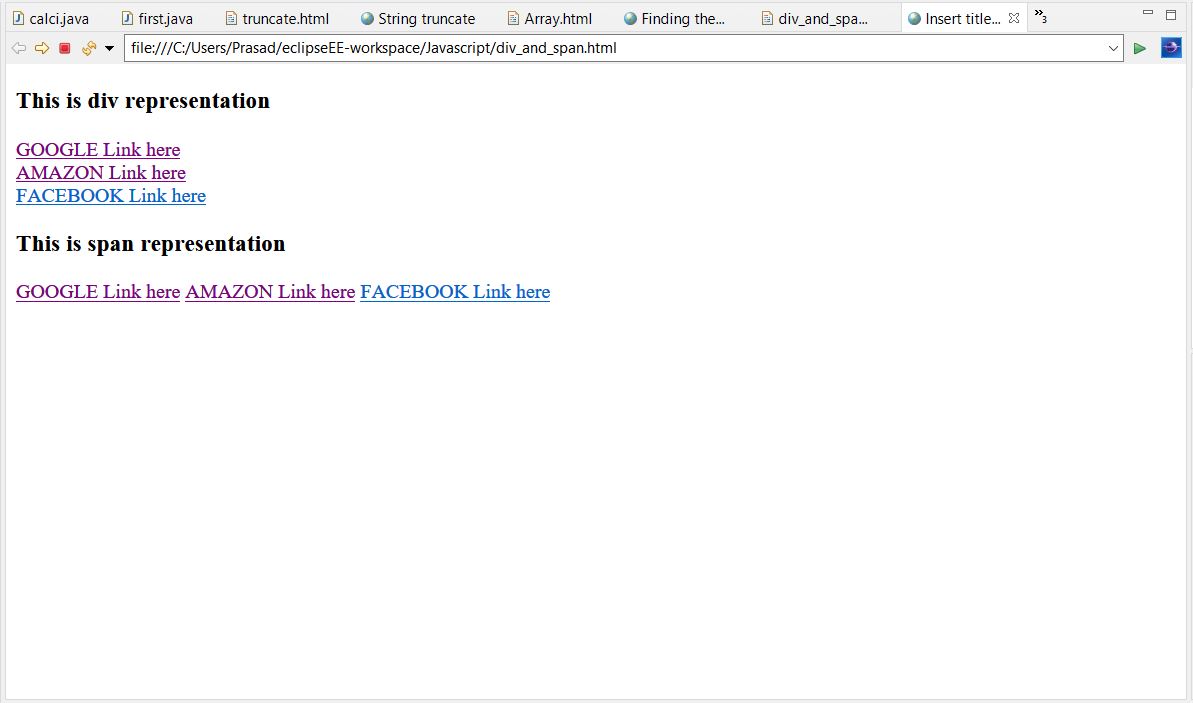 calci.java first.java truncate.html String truncate Array.html Finding the... div_and_spa... Insert title... »3
file:///C:/Users/Prasad/eclipseEE-workspace/Javascript/div_and_span.html
This is div representation
GOOGLE Link here
AMAZON Link here
FACEBOOK Link here
This is span representation
GOOGLE Link here AMAZON Link here FACEBOOK Link here